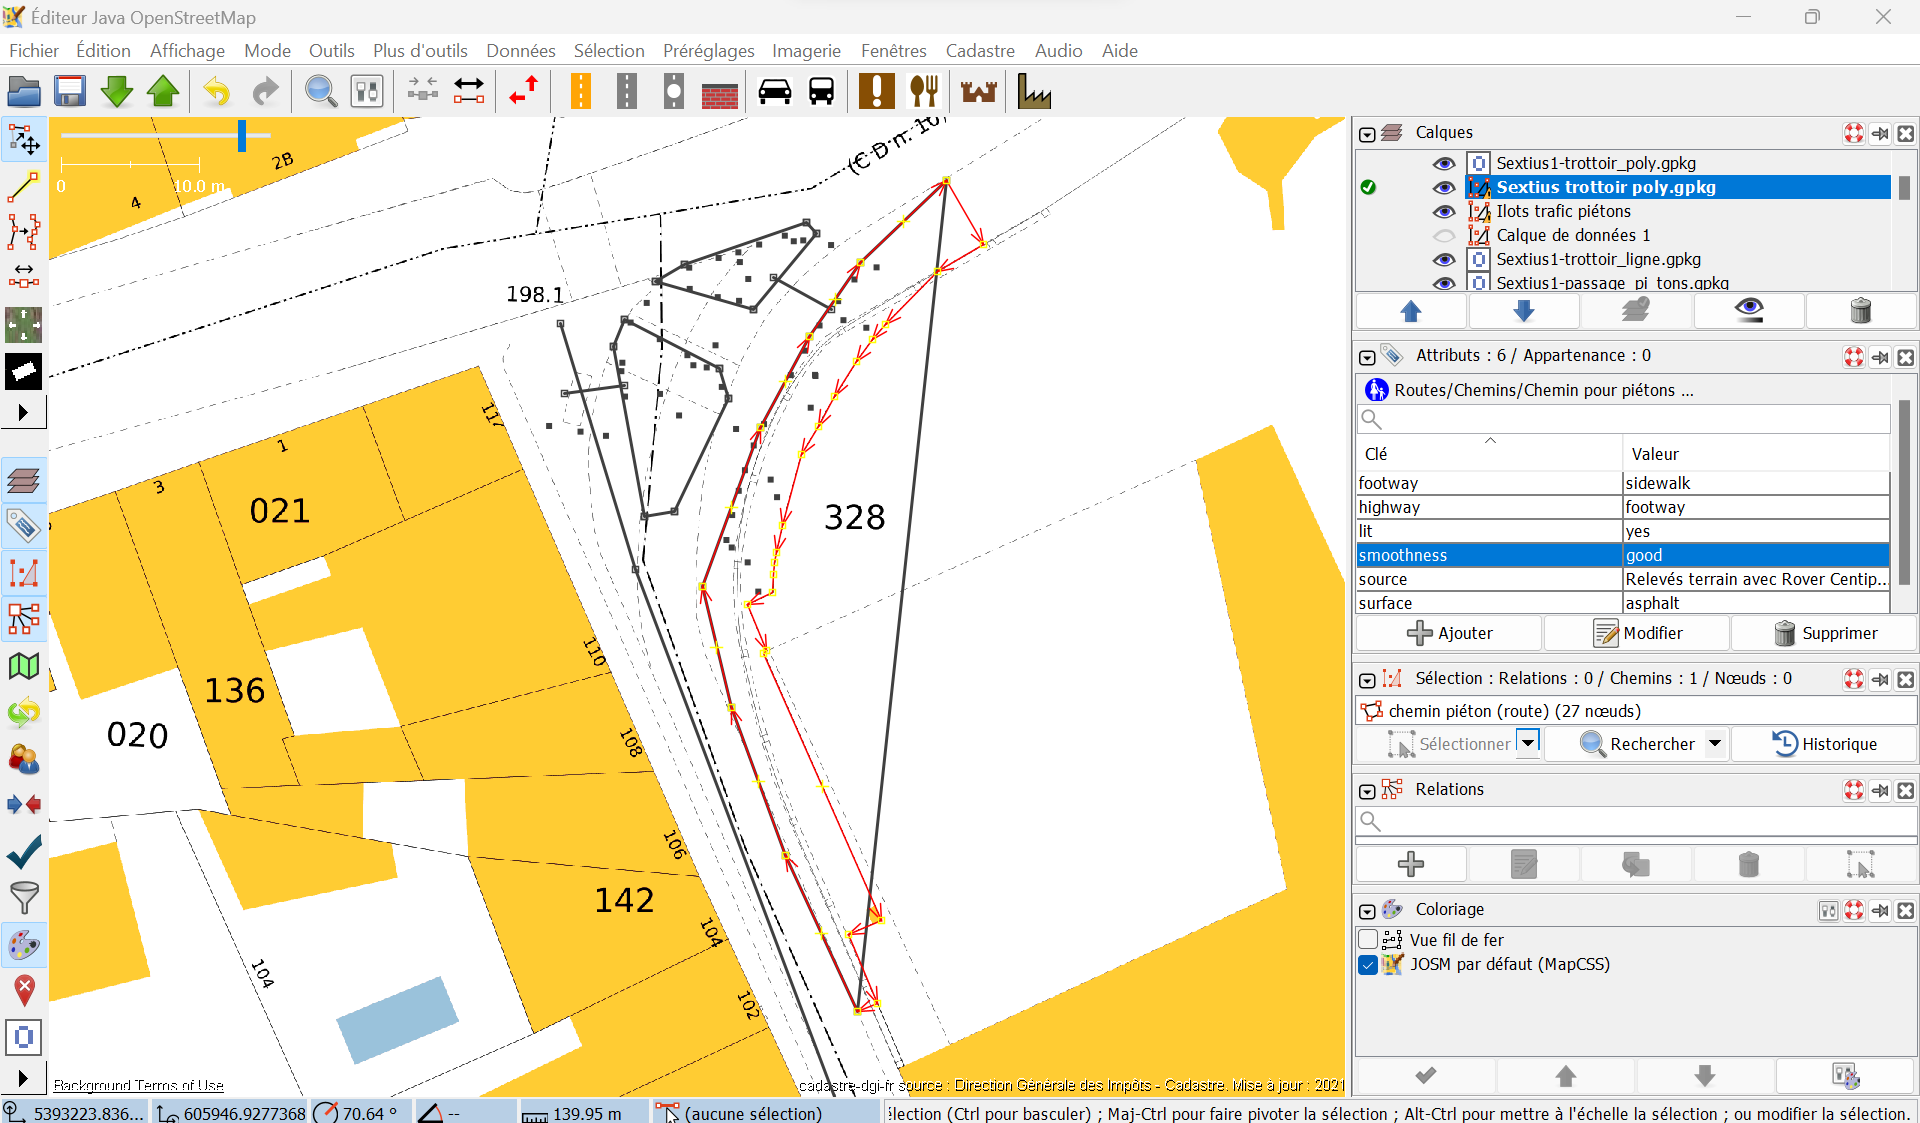 Éditeur Java OpenStreetMap
Fichier Édition Affichage Mode Outils Plus d'outils Données Sélection Préréglages Imagerie Fenêtres Cadastre Audio Aide
0 10.0 m
2B
4
(C D n. 10)
198.1
117
1
3
021
328
110
136
020
108
106
142
104
104
102
Background Terms of Use
cadastre-dgi-fr source : Direction Générale des Impôts - Cadastre. Mise à jour : 2021
Calques
Sextius1-trottoir_poly.gpkg
Sextius trottoir poly.gpkg
Ilots trafic piétons
Calque de données 1
Sextius1-trottoir_ligne.gpkg
Sextius1-passage_pi_tons.gpkg
Attributs : 6 / Appartenance : 0
Routes/Chemins/Chemin pour piétons ...
Clé Valeur
footway sidewalk
highway footway
lit yes
smoothness good
source Relevés terrain avec Rover Centip...
surface asphalt
Ajouter Modifier Supprimer
Sélection : Relations : 0 / Chemins : 1 / Nœuds : 0
chemin piéton (route) (27 nœuds)
Sélectionner Rechercher Historique
Relations
Coloriage
Vue fil de fer
JOSM par défaut (MapCSS)
5393223.836... 605946.9277368 70.64 ° -- 139.95 m (aucune sélection) élection (Ctrl pour basculer) ; Maj-Ctrl pour faire pivoter la sélection ; Alt-Ctrl pour mettre à l'échelle la sélection ; ou modifier la sélection.